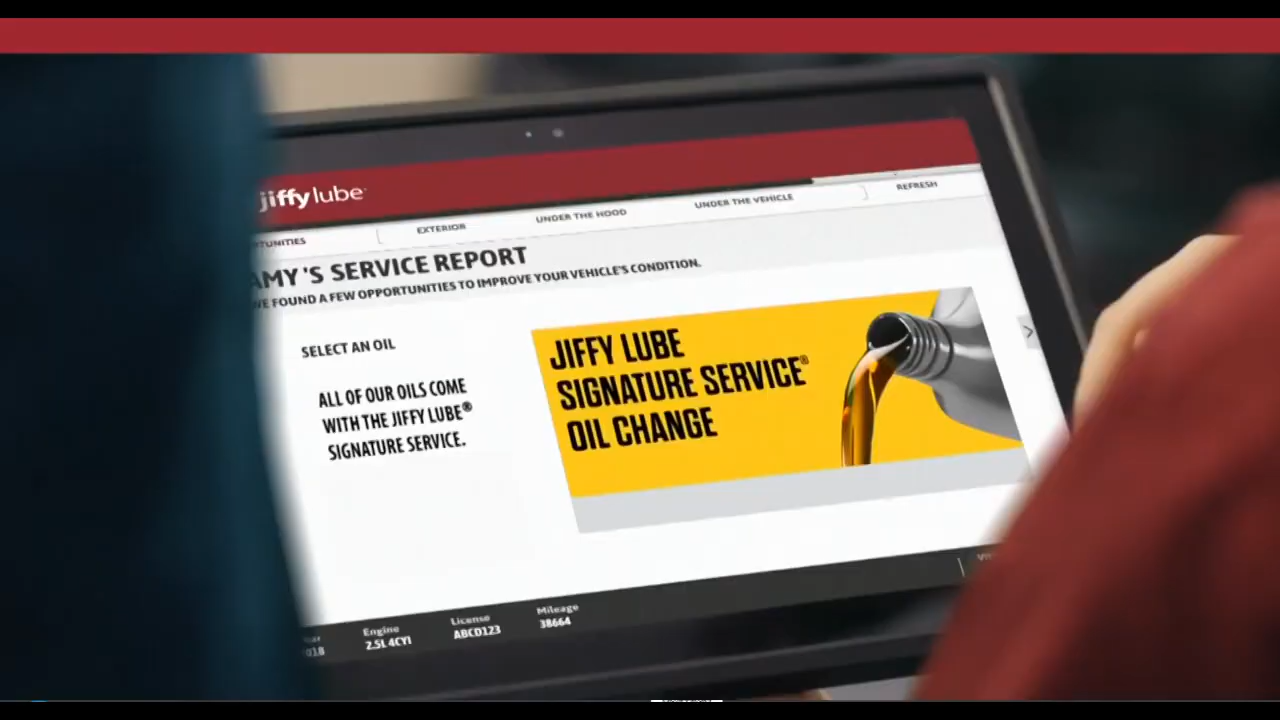 jiffy lube
EXTERIOR
UNDER THE HOOD
UNDER THE VEHICLE
REFRESH
AMY'S SERVICE REPORT
WE FOUND A FEW OPPORTUNITIES TO IMPROVE YOUR VEHICLE'S CONDITION.
SELECT AN OIL
ALL OF OUR OILS COME
WITH THE JIFFY LUBE®
SIGNATURE SERVICE.
JIFFY LUBE
SIGNATURE SERVICE®
OIL CHANGE
Engine
2.5L 4CYl
License
ABCD123
Mileage
38664